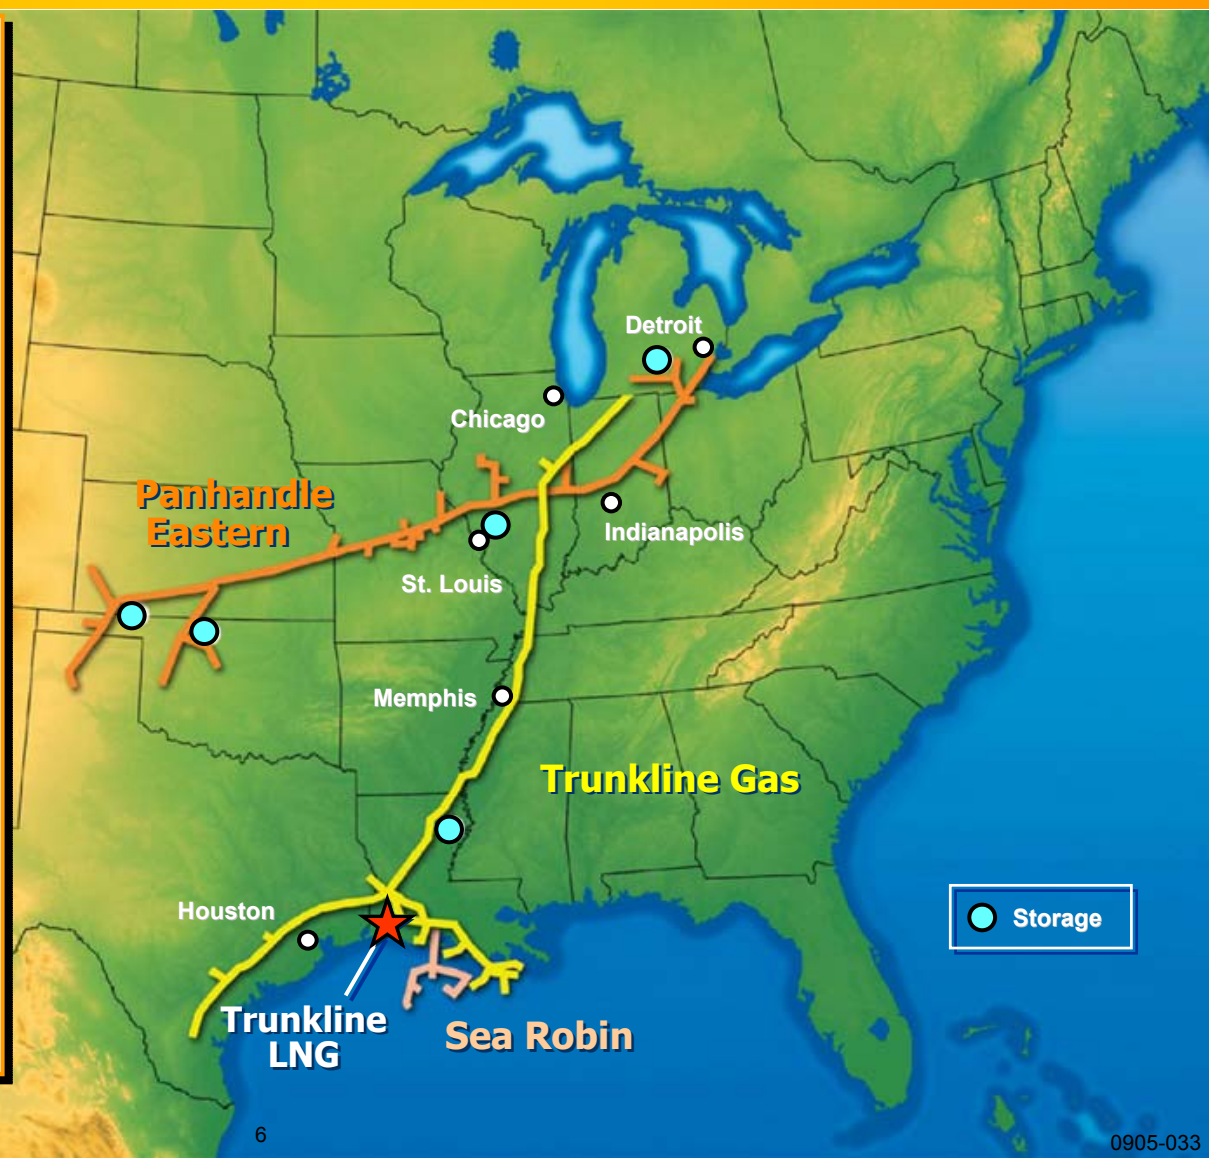 Detroit
Chicago
Panhandle
Eastern
Indianapolis
St. Louis
Memphis
Trunkline Gas
Houston
Storage
Trunkline
LNG
Sea Robin
6
0905-033